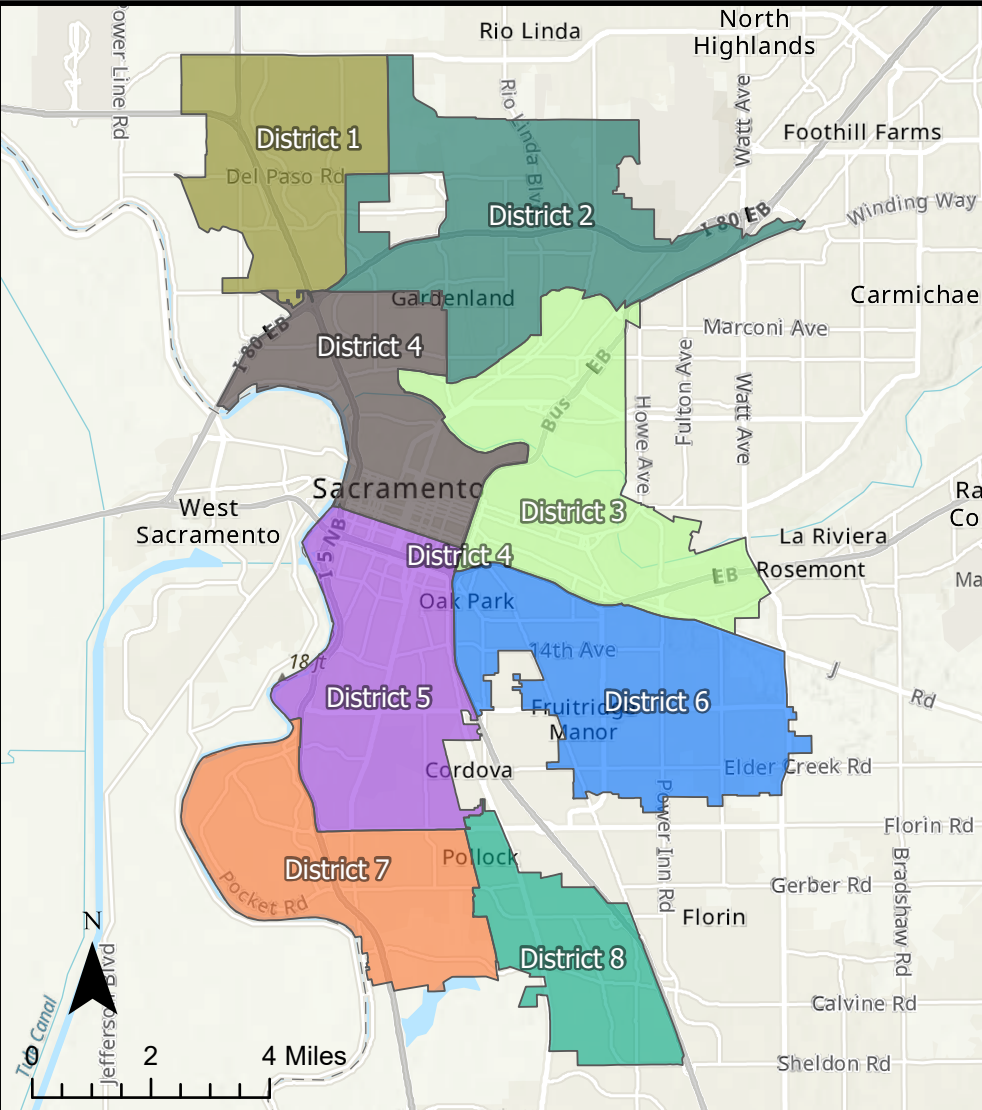 Power Line Rd
Rio Linda
North
Highlands
Rio Linda Blvd
Watt Ave
Foothill Farms
District 1
Del Paso Rd
District 2
I 80 EB
Winding Way
Gardenland
Carmichae
I 80 EB
District 4
Marconi Ave
EB
Bus
Fulton Ave
Howe Ave
Watt Ave
Sacramento
West
Sacramento
District 3
Ra
Co
La Riviera
I 5 NB
District 4
EB
Rosemont
Ma
Oak Park
14th Ave
18 ft
J
Rd
District 5
District 6
Fruitridge
Manor
Cordova
Elder Creek Rd
Power Inn Rd
Florin Rd
Pollock
District 7
Pocket Rd
Gerber Rd
Bradshaw Rd
Florin
N
District 8
Jefferson Blvd
Calvine Rd
Tule Canal
0 2 4 Miles
Sheldon Rd